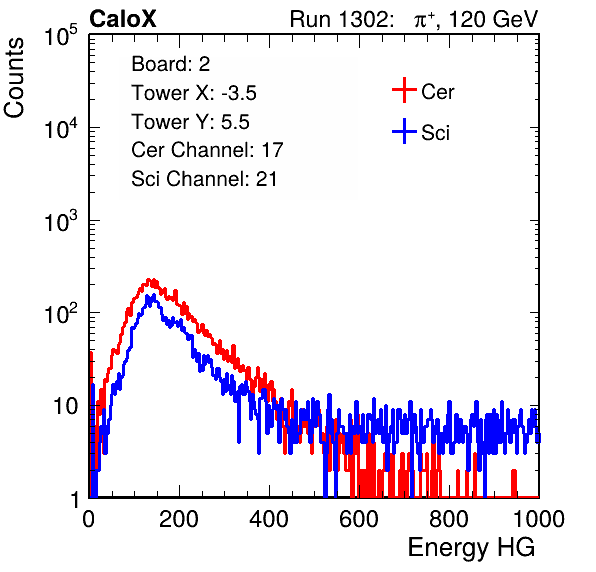 CaloX Run 1302: π⁺, 120 GeV
Counts
10⁵
10⁴
10³
10²
10
1
Board: 2
Tower X: -3.5
Tower Y: 5.5
Cer Channel: 17
Sci Channel: 21
Cer
Sci
0 200 400 600 800 1000
Energy HG